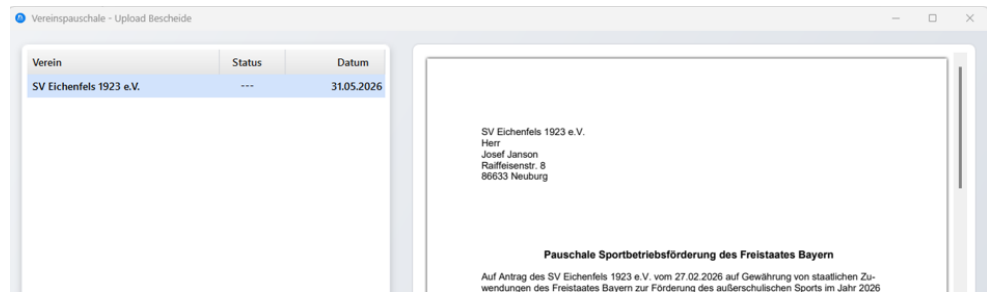 Vereinspauschale - Upload Bescheide
Verein Status Datum
SV Eichenfels 1923 e.V. --- 31.05.2026
SV Eichenfels 1923 e.V.
Herr
Josef Janson
Raiffeisenstr. 8
86633 Neuburg
Pauschale Sportbetriebsförderung des Freistaates Bayern
Auf Antrag des SV Eichenfels 1923 e.V. vom 27.02.2026 auf Gewährung von staatlichen Zu-
wendungen des Freistaates Bayern zur Förderung des außerschulischen Sports im Jahr 2026